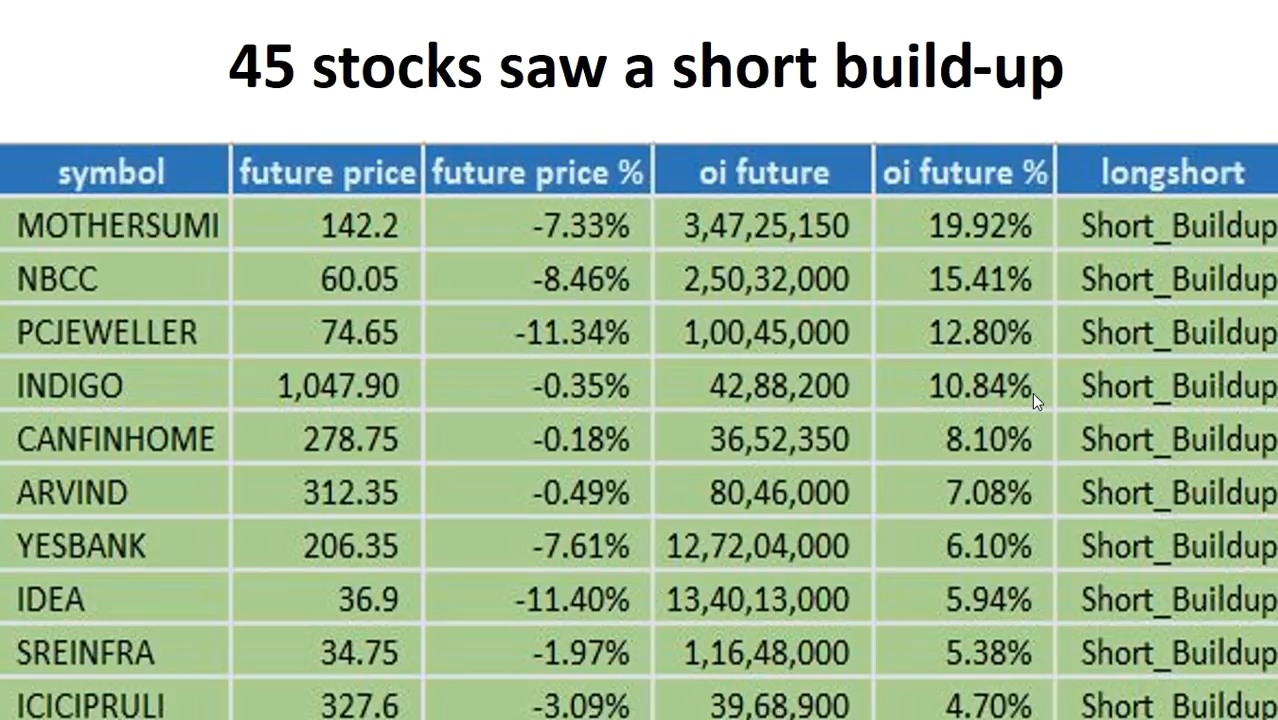 45 stocks saw a short build-up
symbol future price future price % oi future oi future % longshort
MOTHERSUMI 142.2 -7.33% 3,47,25,150 19.92% Short_Buildup
NBCC 60.05 -8.46% 2,50,32,000 15.41% Short_Buildup
PCJEWELLER 74.65 -11.34% 1,00,45,000 12.80% Short_Buildup
INDIGO 1,047.90 -0.35% 42,88,200 10.84% Short_Buildup
CANFINHOME 278.75 -0.18% 36,52,350 8.10% Short_Buildup
ARVIND 312.35 -0.49% 80,46,000 7.08% Short_Buildup
YESBANK 206.35 -7.61% 12,72,04,000 6.10% Short_Buildup
IDEA 36.9 -11.40% 13,40,13,000 5.94% Short_Buildup
SREINFRA 34.75 -1.97% 1,16,48,000 5.38% Short_Buildup
ICICIPRULI 327.6 -3.09% 39,68,900 4.70% Short_Buildup